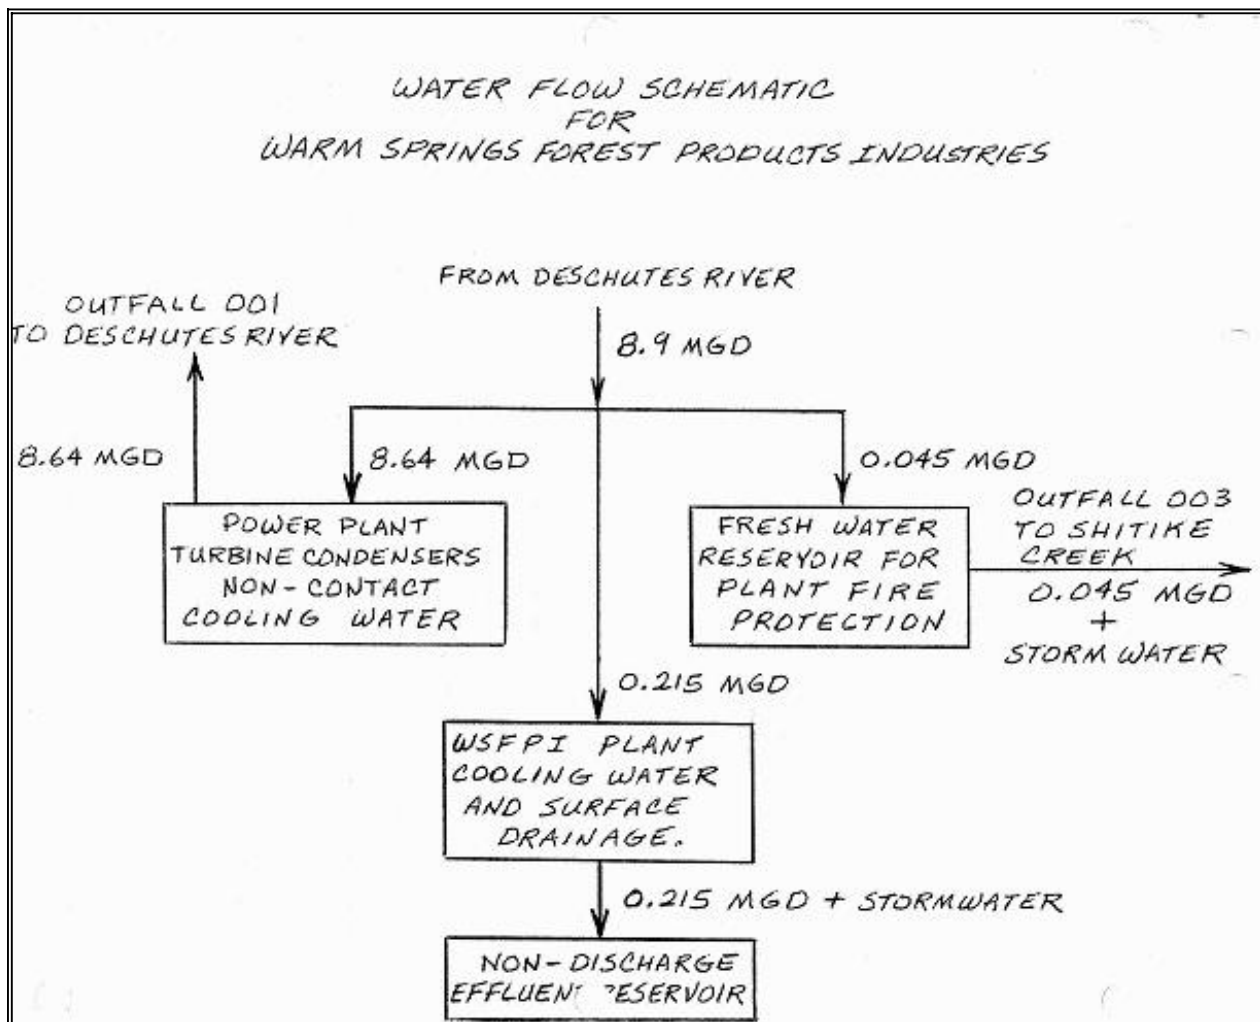 WATER FLOW SCHEMATIC
FOR
WARM SPRINGS FOREST PRODUCTS INDUSTRIES
FROM DESCHUTES RIVER
8.9 MGD
OUTFALL 001
TO DESCHUTES RIVER
8.64 MGD
8.64 MGD
0.045 MGD
POWER PLANT
TURBINE CONDENSERS
NON-CONTACT
COOLING WATER
FRESH WATER
RESERVOIR FOR
PLANT FIRE
PROTECTION
OUTFALL 003
TO SHITIKE
CREEK
0.045 MGD
+
STORM WATER
0.215 MGD
WSFPI PLANT
COOLING WATER
AND SURFACE
DRAINAGE.
0.215 MGD + STORMWATER
NON-DISCHARGE
EFFLUENT RESERVOIR